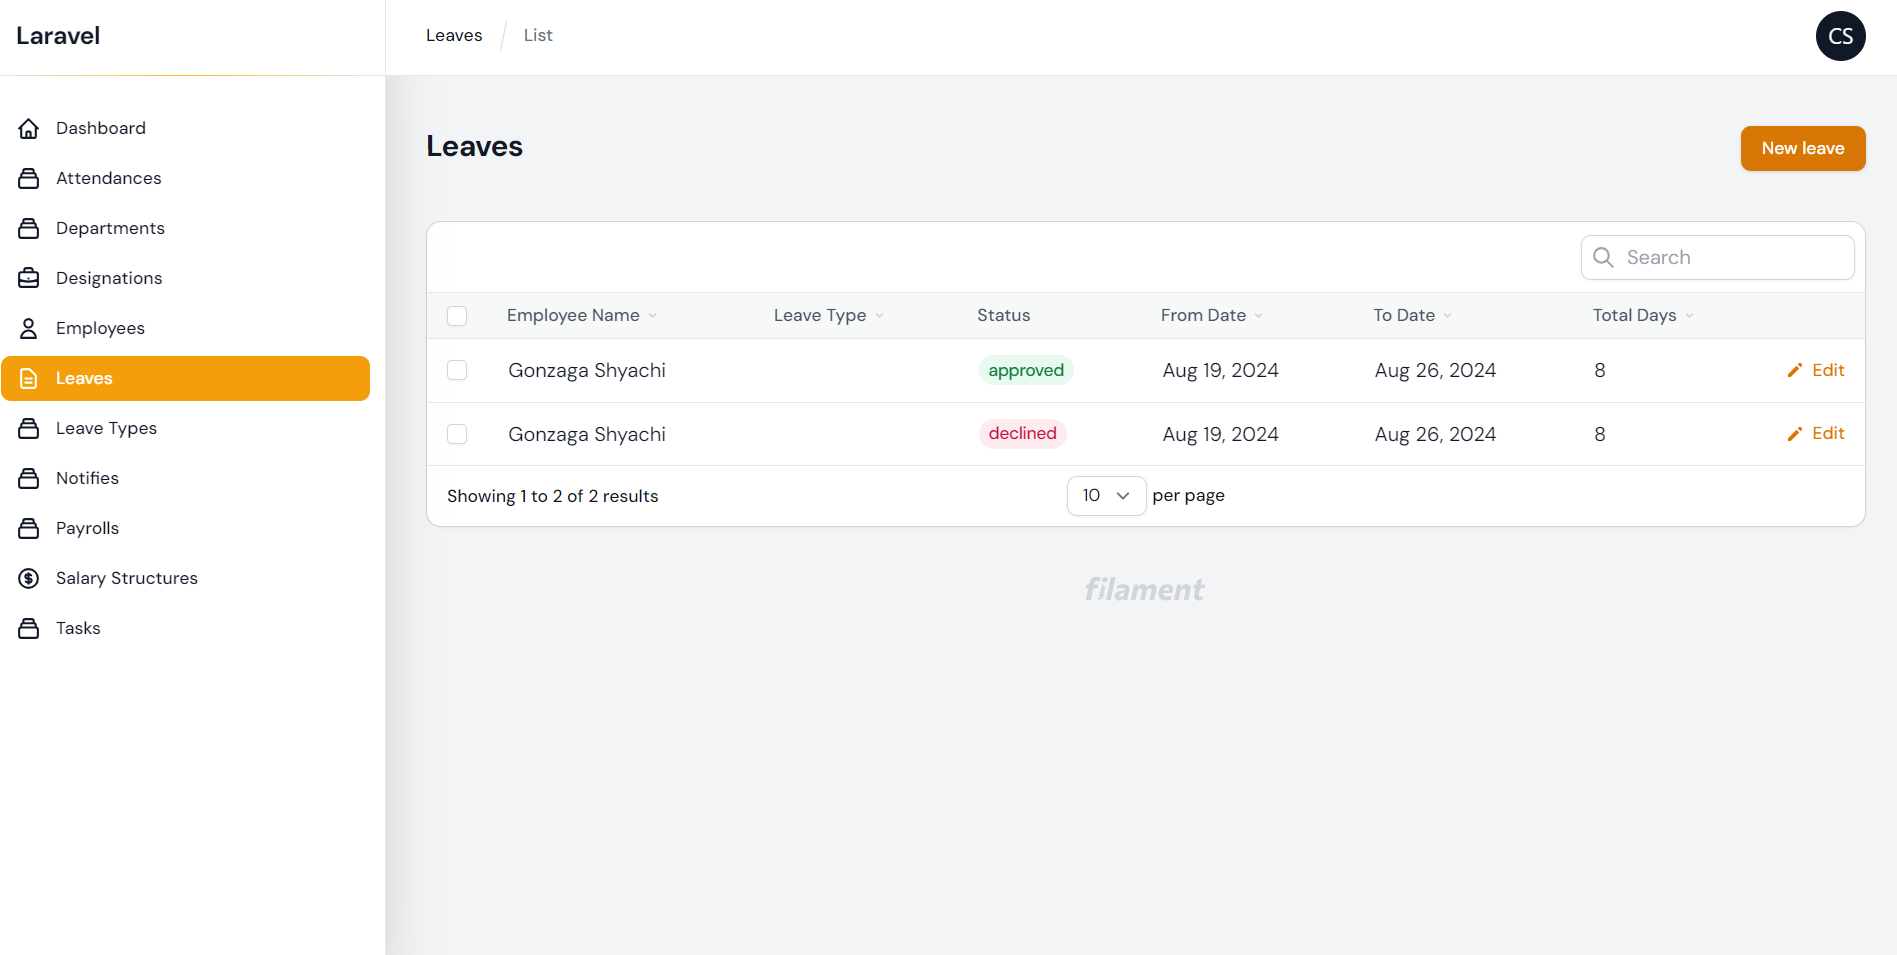 Laravel
Leaves / List
CS
Dashboard
Attendances
Departments
Designations
Employees
Leaves
Leave Types
Notifies
Payrolls
Salary Structures
Tasks
Leaves
New leave
Search
Employee Name Leave Type Status From Date To Date Total Days
Gonzaga Shyachi approved Aug 19, 2024 Aug 26, 2024 8 Edit
Gonzaga Shyachi declined Aug 19, 2024 Aug 26, 2024 8 Edit
Showing 1 to 2 of 2 results 10 per page
filament